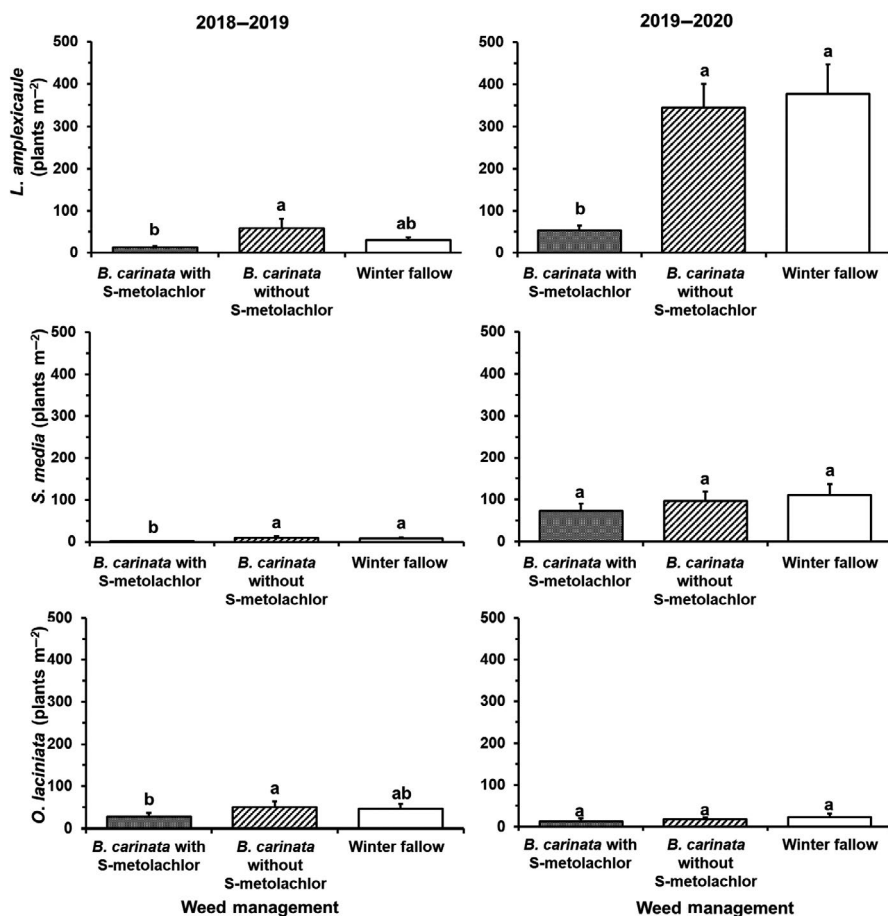 2018–2019
2019–2020
L. amplexicaule
(plants m–2)
500
400
300
200
100
0
b
a
ab
B. carinata with
S-metolachlor
B. carinata
without
S-metolachlor
Winter fallow
500
400
300
200
100
0
b
a
a
B. carinata with
S-metolachlor
B. carinata
without
S-metolachlor
Winter fallow
S. media (plants m–2)
500
400
300
200
100
0
b
a
a
B. carinata with
S-metolachlor
B. carinata
without
S-metolachlor
Winter fallow
500
400
300
200
100
0
a
a
a
B. carinata with
S-metolachlor
B. carinata
without
S-metolachlor
Winter fallow
O. laciniata (plants m–2)
500
400
300
200
100
0
b
a
ab
B. carinata with
S-metolachlor
B. carinata
without
S-metolachlor
Winter fallow
Weed management
500
400
300
200
100
0
a
a
a
B. carinata with
S-metolachlor
B. carinata
without
S-metolachlor
Winter fallow
Weed management